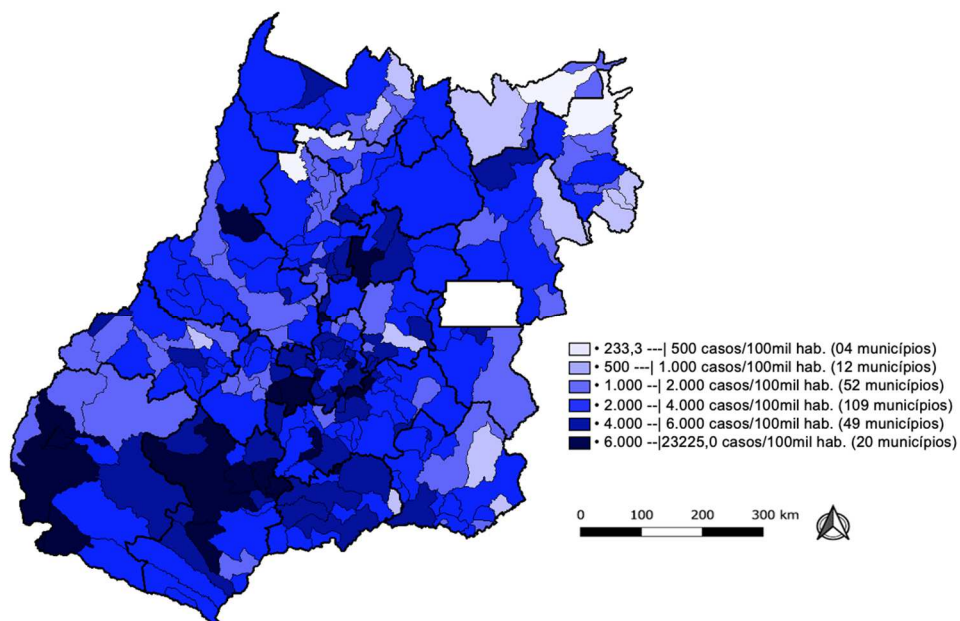 • 233,3 ---| 500 casos/100mil hab. (04 municípios)
• 500 ---| 1.000 casos/100mil hab. (12 municípios)
• 1.000 --| 2.000 casos/100mil hab. (52 municípios)
• 2.000 --| 4.000 casos/100mil hab. (109 municípios)
• 4.000 --| 6.000 casos/100mil hab. (49 municípios)
• 6.000 --|23225,0 casos/100mil hab. (20 municípios)
0 100 200 300 km